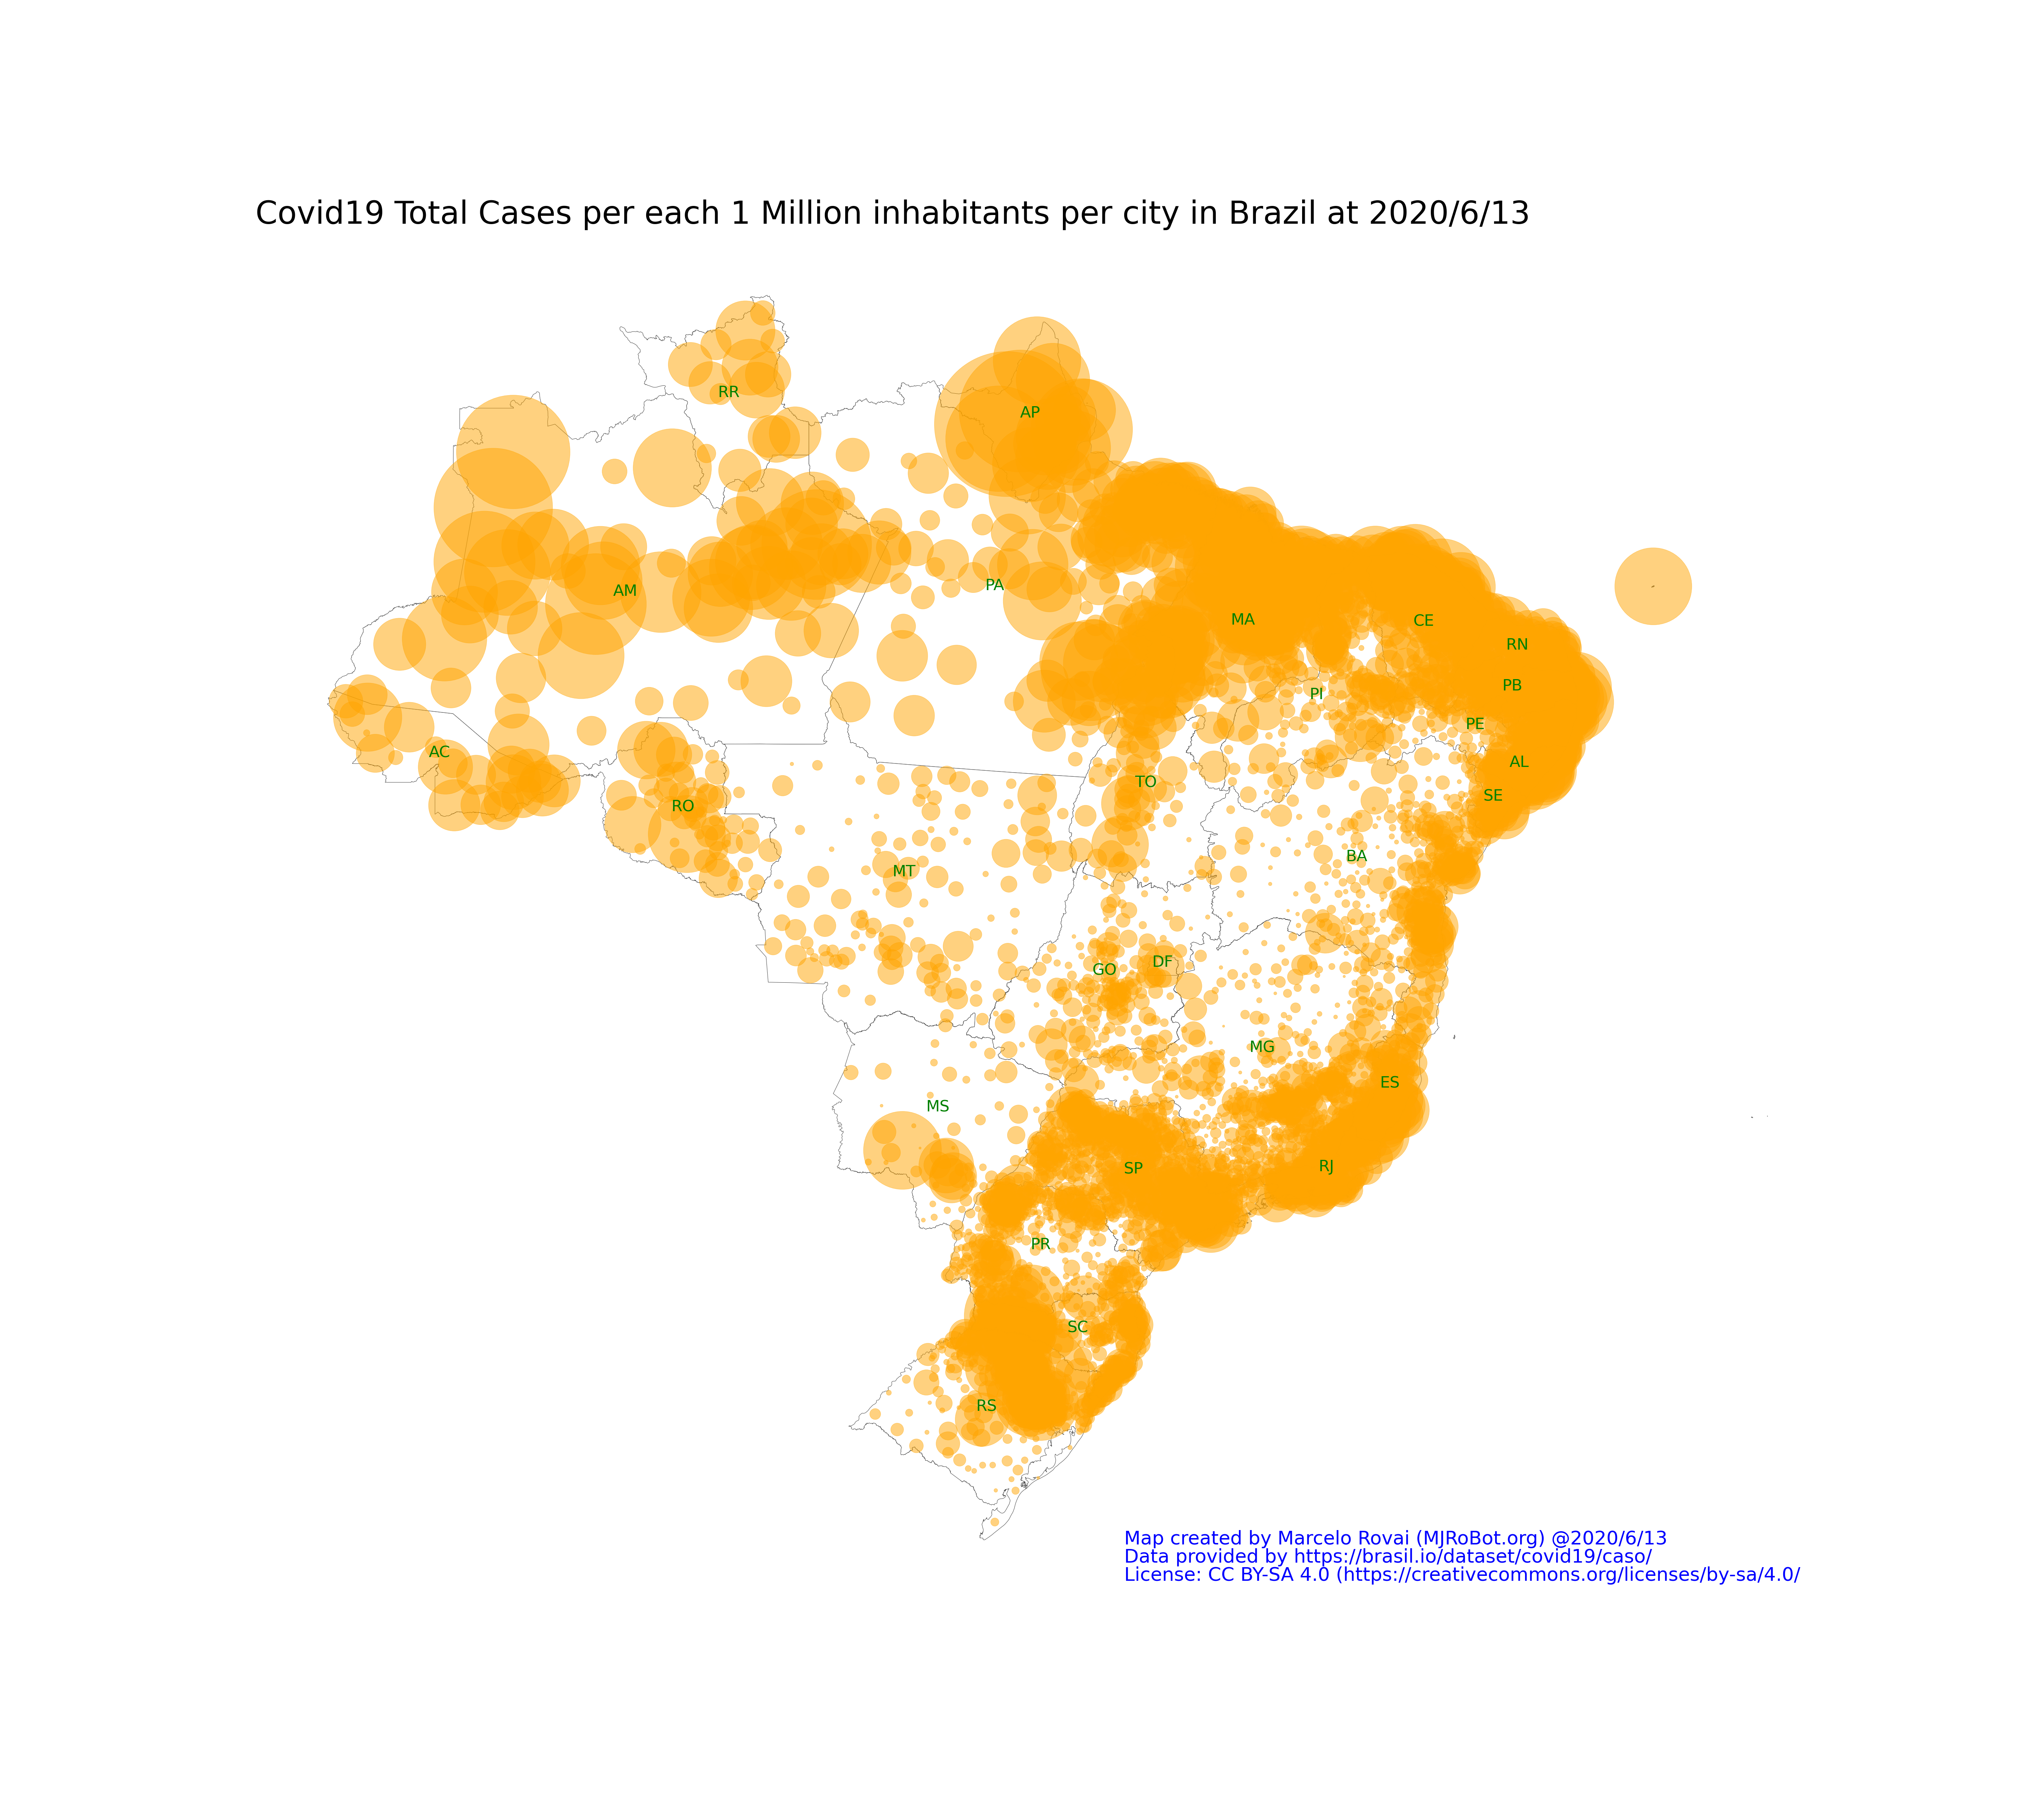 Covid19 Total Cases per each 1 Million inhabitants per city in Brazil at 2020/6/13
RR
AP
AM
PA
MA
CE
RN
PB
PI
PE
AC
AL
TO
SE
RO
BA
MT
DF
GO
MG
ES
MS
RJ
SP
PR
SC
RS
Map created by Marcelo Rovai (MJRoBot.org) @2020/6/13
Data provided by https://brasil.io/dataset/covid19/caso/
License: CC BY-SA 4.0 (https://creativecommons.org/licenses/by-sa/4.0/